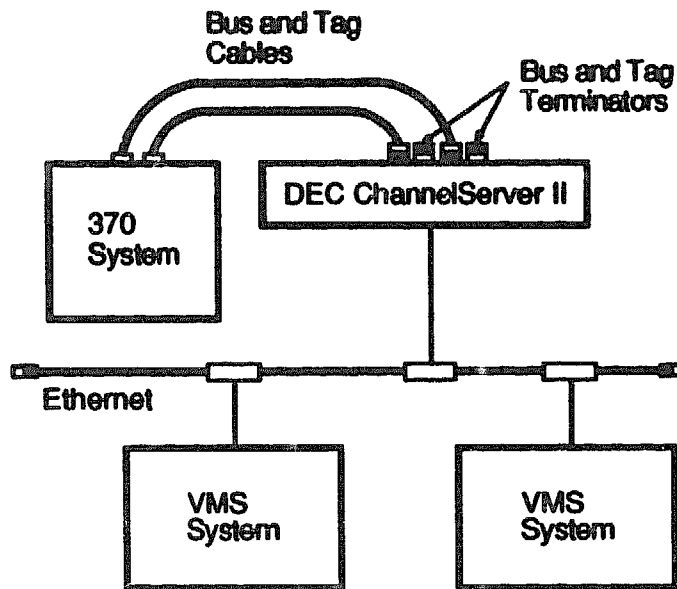 Bus and Tag
Cables
Bus and Tag
Terminators
DEC ChannelServer II
370
System
Ethernet
VMS
System
VMS
System